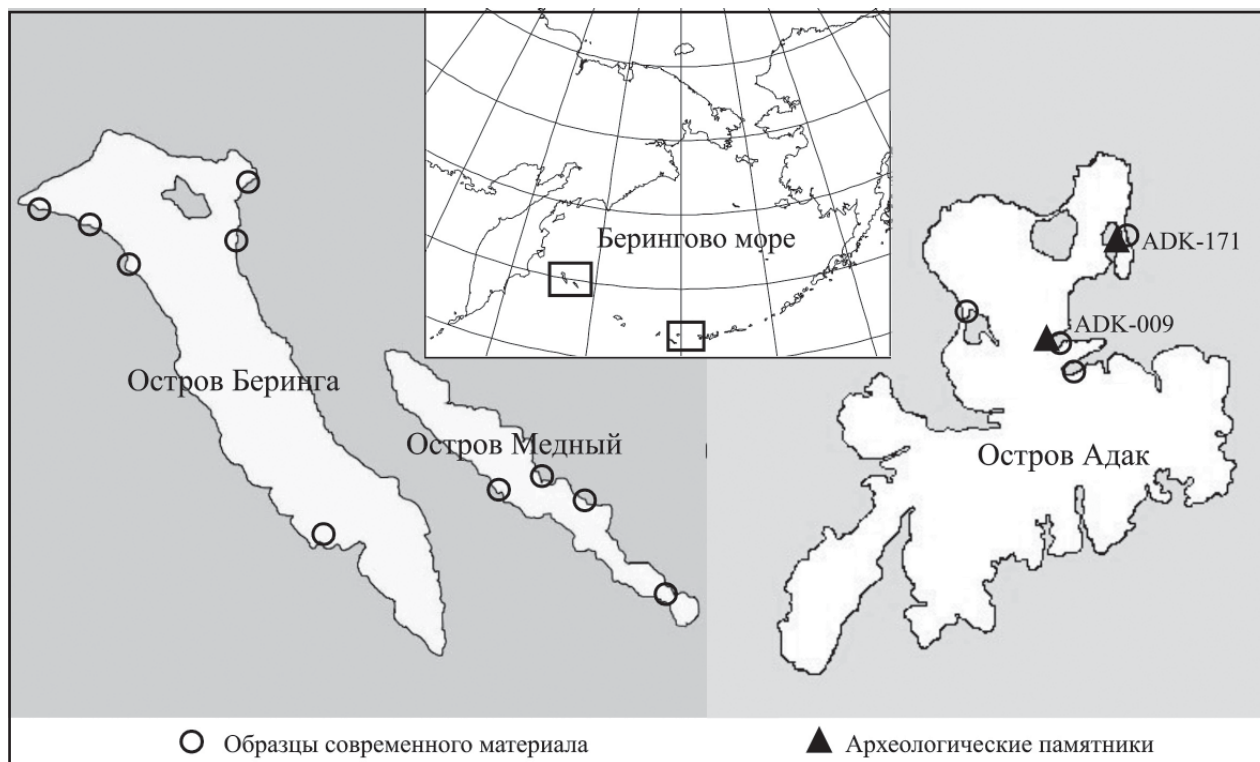 Берингово море
ADK-171
ADK-009
Остров Беринга
Остров Медный
Остров Адак
Образцы современного материала
Археологические памятники